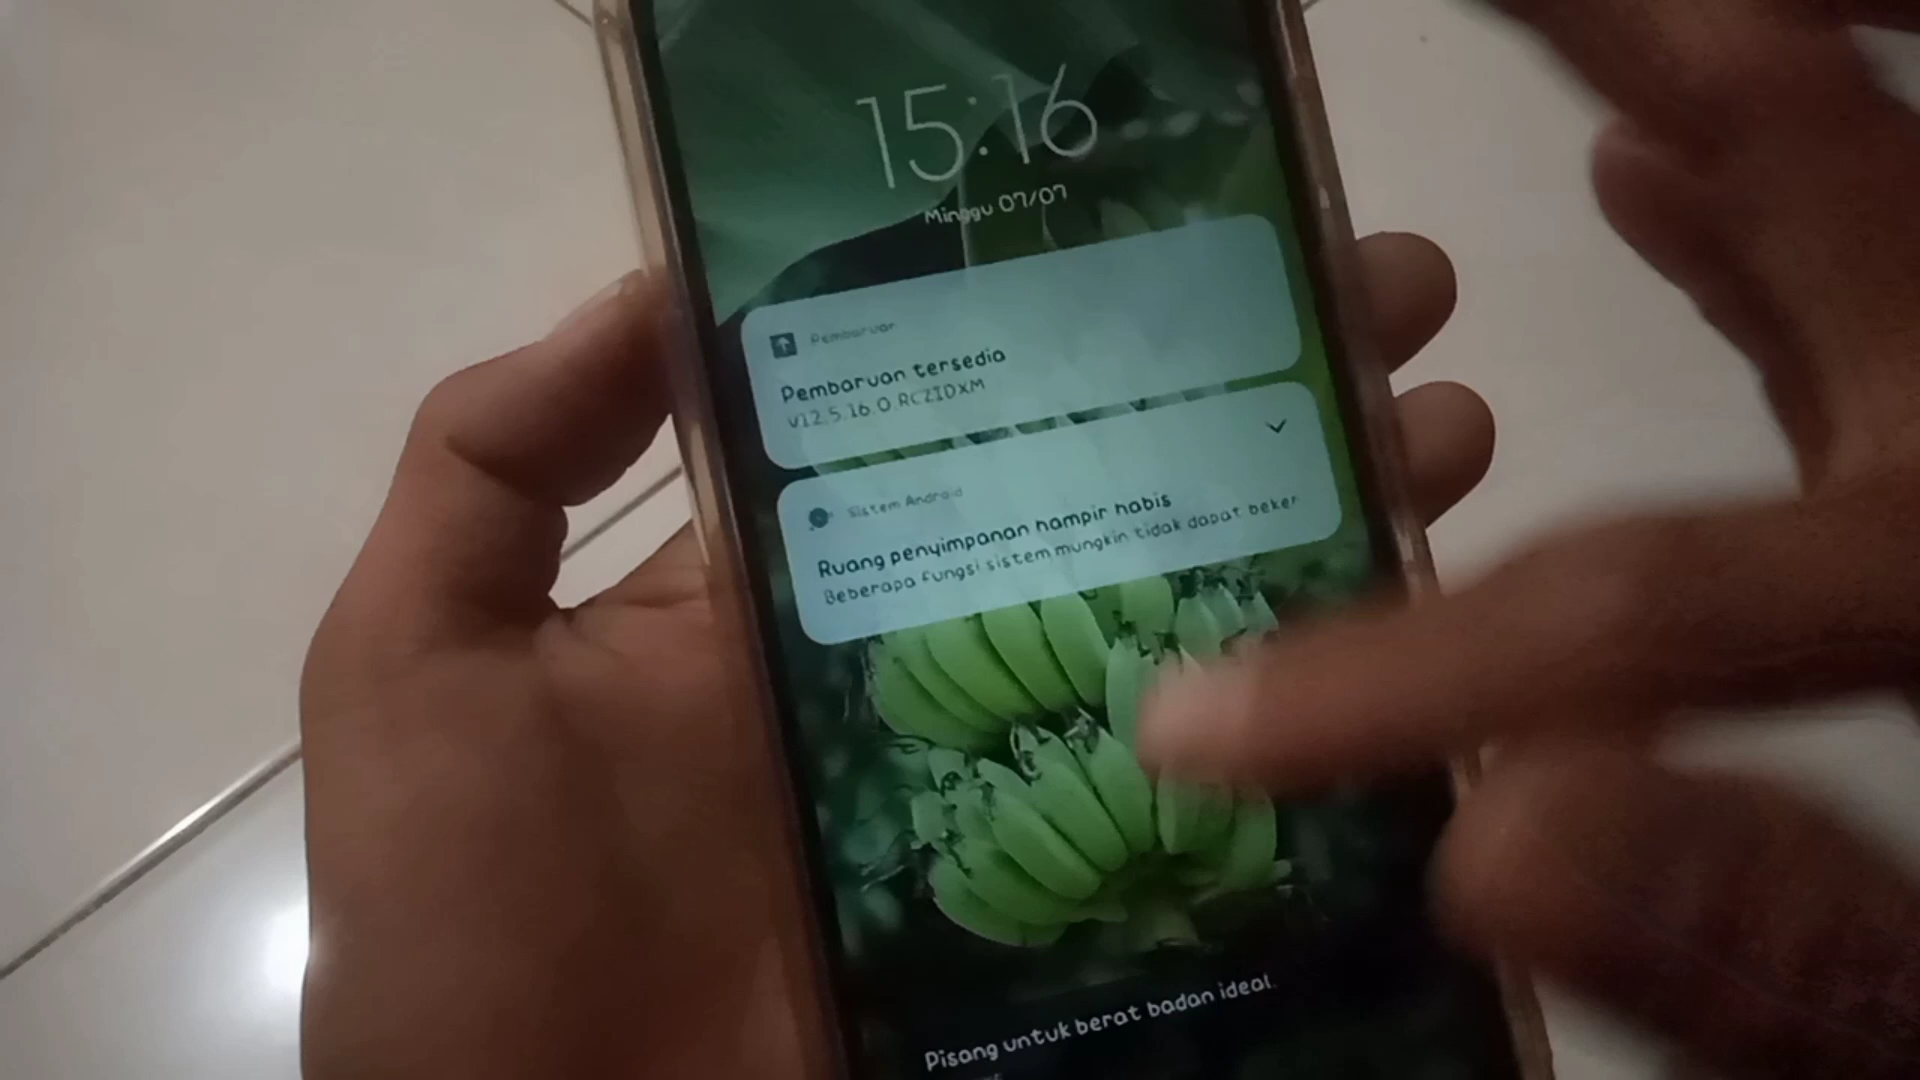 15:16
Minggu 07/07
Pembaruan
Pembaruan tersedia
V12.5.16.0.RCZIDXM
Sistem Android
Ruang penyimpanan hampir habis
Beberapa fungsi sistem mungkin tidak dapat beker
Pisang untuk berat badan ideal.